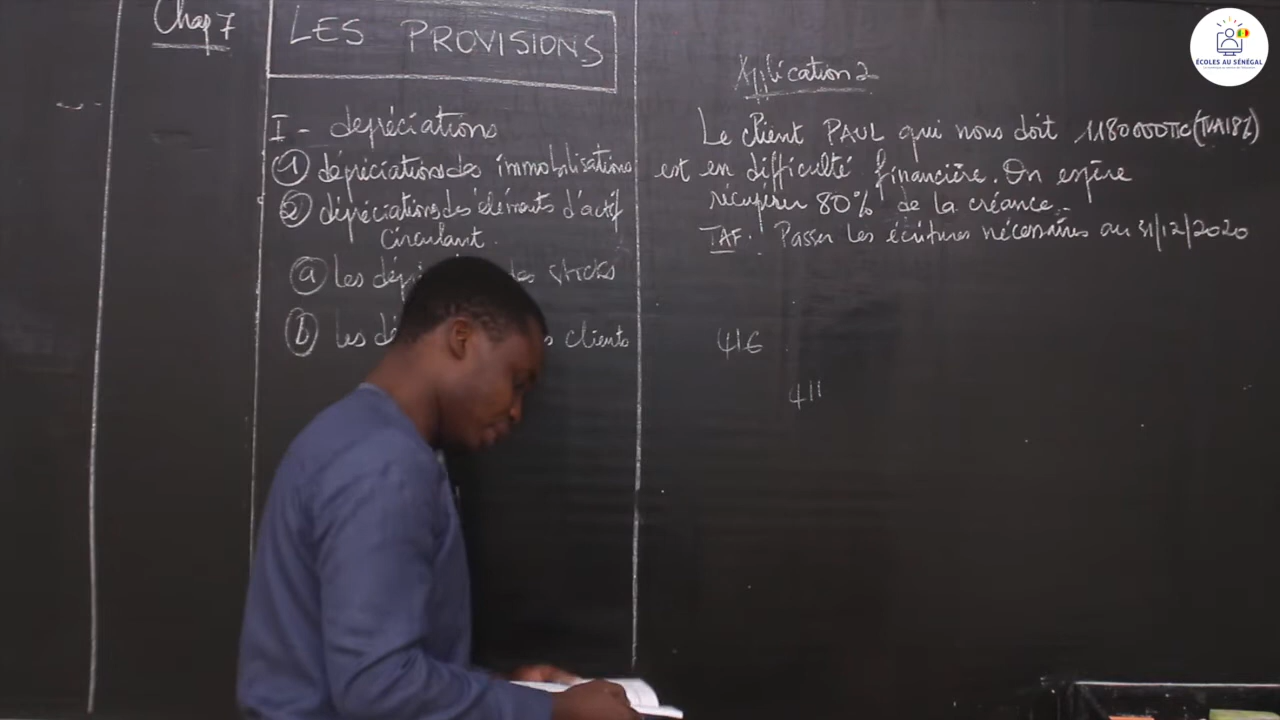 Chap 7
LES PROVISIONS
I - dépréciations
① dépréciations des immobilisations
② dépréciations des éléments d'actif
Circulant.
ⓐ les dép des stocks
ⓑ les dé s clients
Application 2
Le client PAUL qui nous doit 1180000TTC (TVA18%)
est en difficulté financière. On espère
récupérer 80% de la créance.
TAF: Passer les écritures nécessaires au 31/12/2020
416
411
ÉCOLES AU SÉNÉGAL